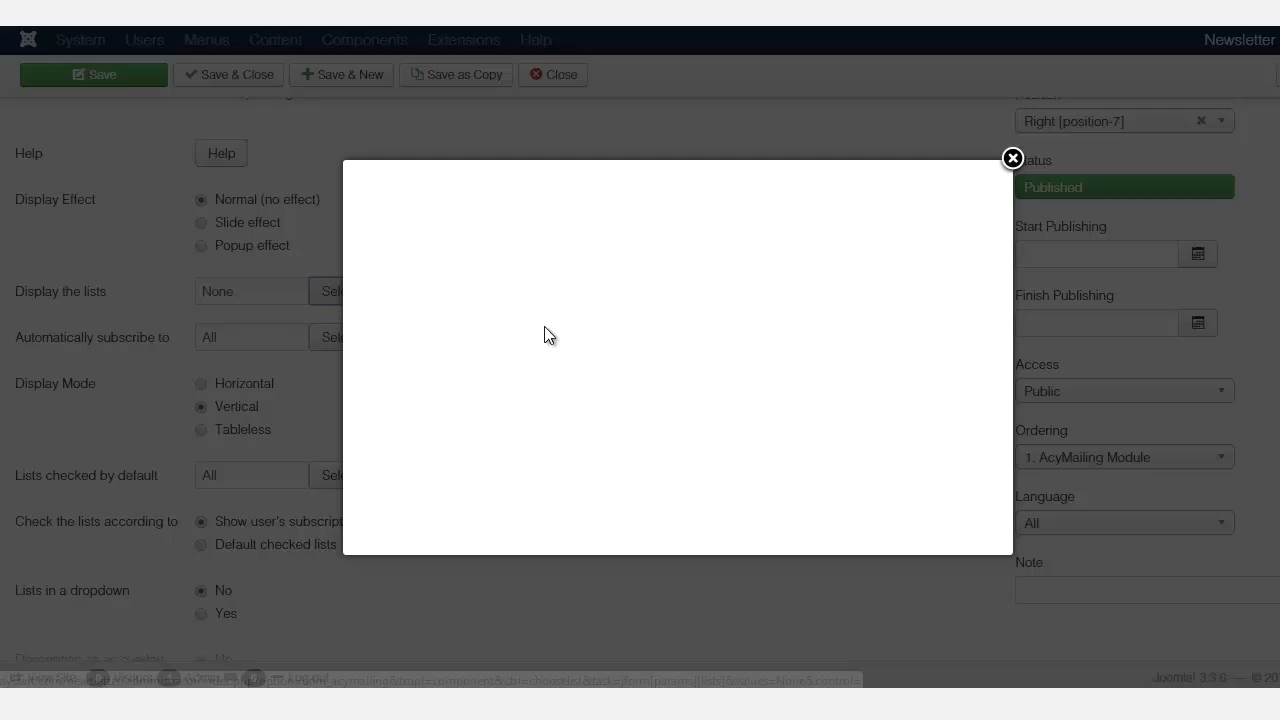 System Users Menus Content Components Extensions Help Newsletter
Save Save & Close Save & New Save as Copy Close
Right [position-7]
Help Help
Status
Published
Display Effect Normal (no effect)
Slide effect
Start Publishing
Popup effect
Display the lists None
Finish Publishing
Automatically subscribe to All
Access
Display Mode Horizontal
Public
Vertical
Tableless
Ordering
1. AcyMailing Module
Lists checked by default All
Language
Check the lists according to Show user's subscript
All
Default checked lists
Note
Lists in a dropdown No
Yes
Joomla! 3.3.6 — © 20